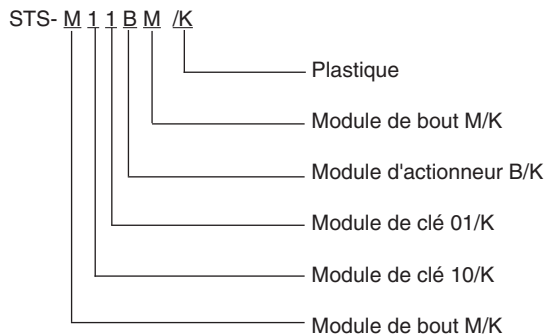 STS- M 1 1 B M /K
Plastique
Module de bout M/K
Module d'actionneur B/K
Module de clé 01/K
Module de clé 10/K
Module de bout M/K